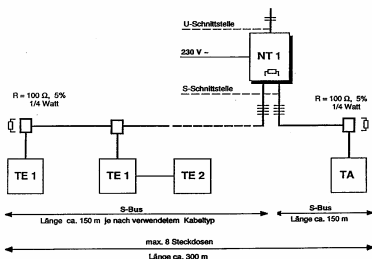 U-Schnittstelle
230 V ~
NT 1
S-Schnittstelle
R = 100 Ω, 5%
1/4 Watt
R = 100 Ω, 5%
1/4 Watt
TE 1
TE 1
TE 2
TA
S-Bus
Länge ca. 150 m je nach verwendetem Kabeltyp
S-Bus
Länge ca. 150 m
max. 8 Steckdosen
Länge ca. 300 m